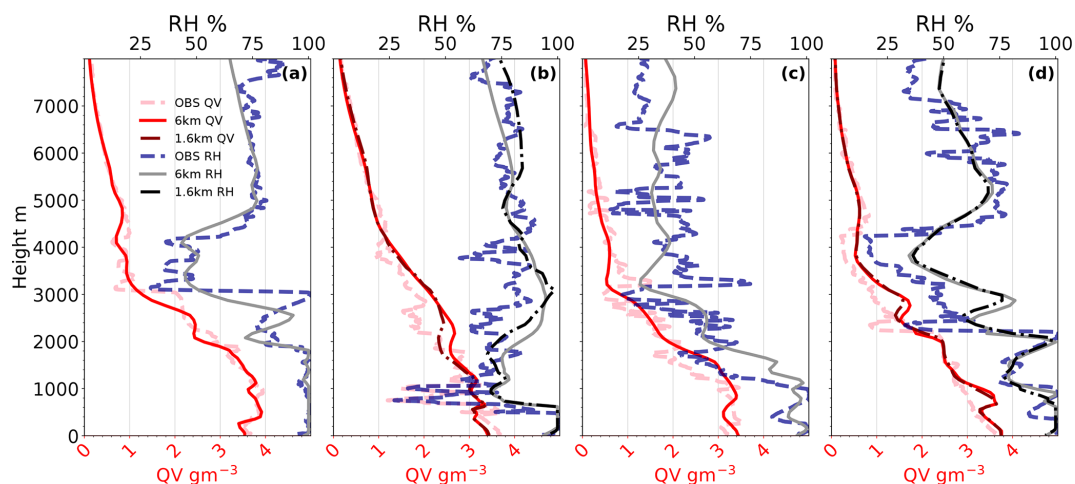 RH % RH % RH % RH %
25 50 75 100 25 50 75 100 25 50 75 100 25 50 75 100
(a) (b) (c) (d)
7000
OBS QV
6km QV
1.6km QV
OBS RH
6km RH
1.6km RH
6000
5000
4000
3000
2000
1000
0
Height m
0 1 2 3 4 0 1 2 3 4 0 1 2 3 4 0 1 2 3 4
QV gm⁻³ QV gm⁻³ QV gm⁻³ QV gm⁻³